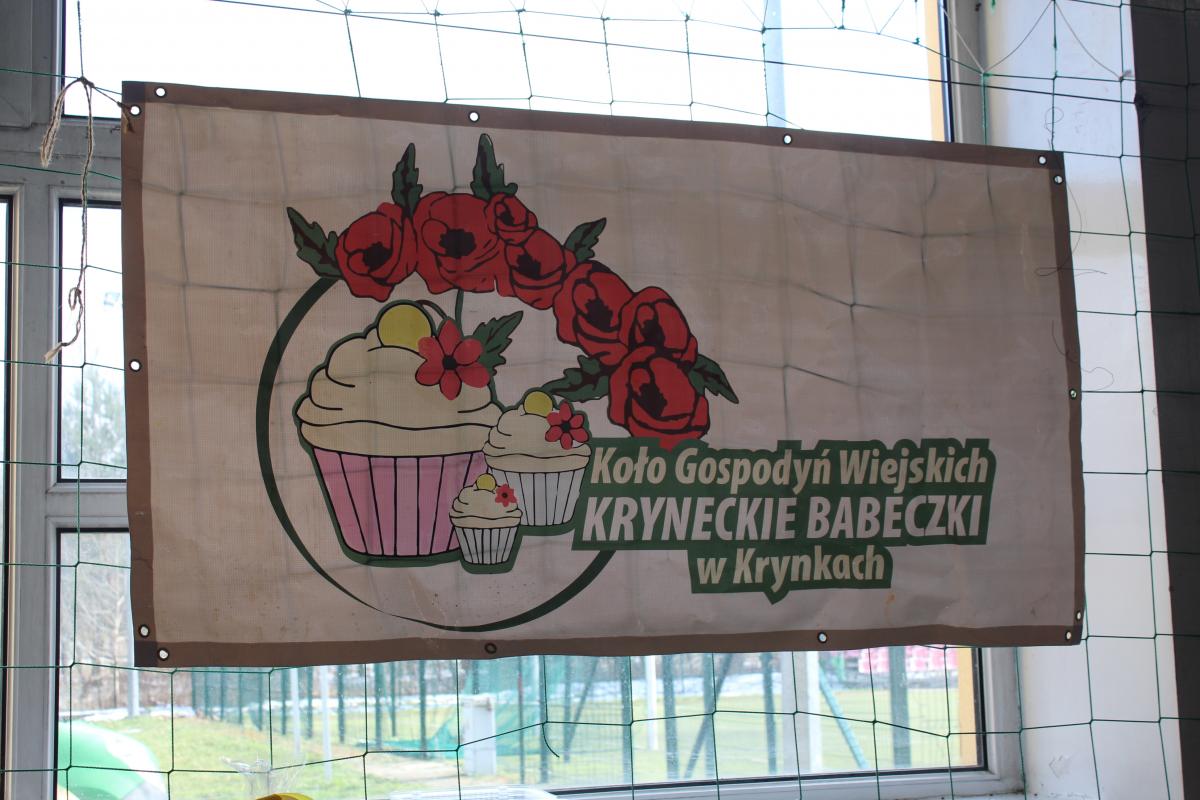 Koło Gospodyń Wiejskich
KRYNECKIE BABECZKI
w Krynkach